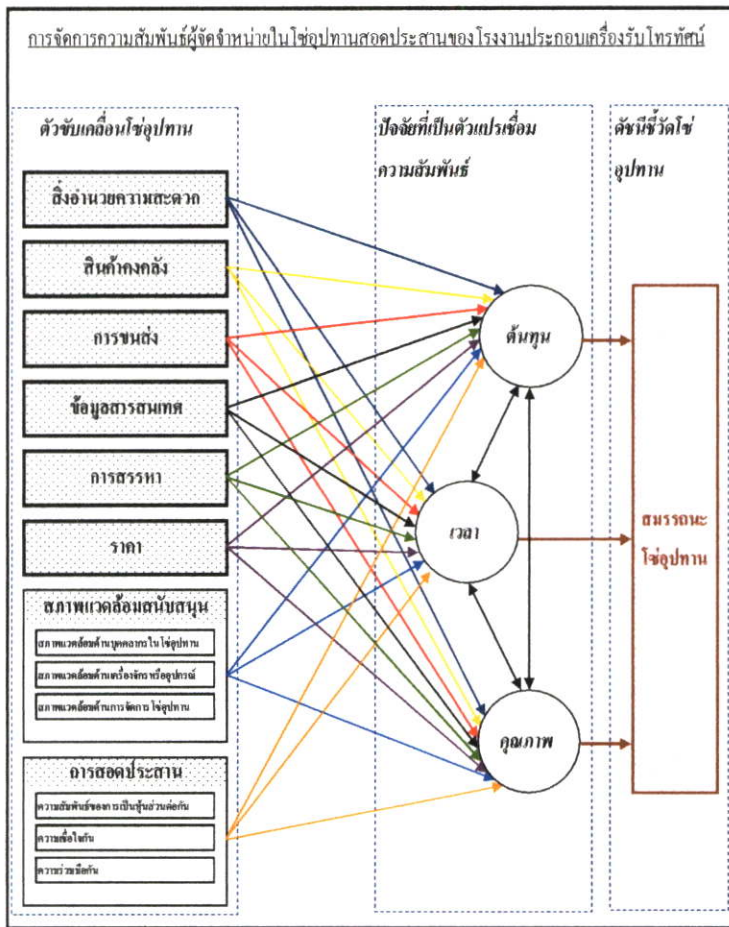 การจัดการความสัมพันธ์ผู้จัดจำหน่ายในโซ่อุปทานสอดประสานของโรงงานประกอบเครื่องรับโทรทัศน์
ตัวขับเคลื่อนโซ่อุปทาน
สิ่งอำนวยความสะดวก
สินค้าคงคลัง
การขนส่ง
ข้อมูลสารสนเทศ
การสรรหา
ราคา
สภาพแวดล้อมสนับสนุน
สภาพแวดล้อมด้านบุคคลากรในโซ่อุปทาน
สภาพแวดล้อมด้านเครื่องจักรหรืออุปกรณ์
สภาพแวดล้อมด้านการจัดการโซ่อุปทาน
การสอดประสาน
ความสัมพันธ์ของการเป็นหุ้นส่วนต่อกัน
ความเชื่อใจกัน
ความร่วมมือกัน
ปัจจัยที่เป็นตัวแปรเชื่อม
ความสัมพันธ์
ต้นทุน
เวลา
คุณภาพ
ดัชนีชี้วัดโซ่
อุปทาน
สมรรถนะ
โซ่อุปทาน